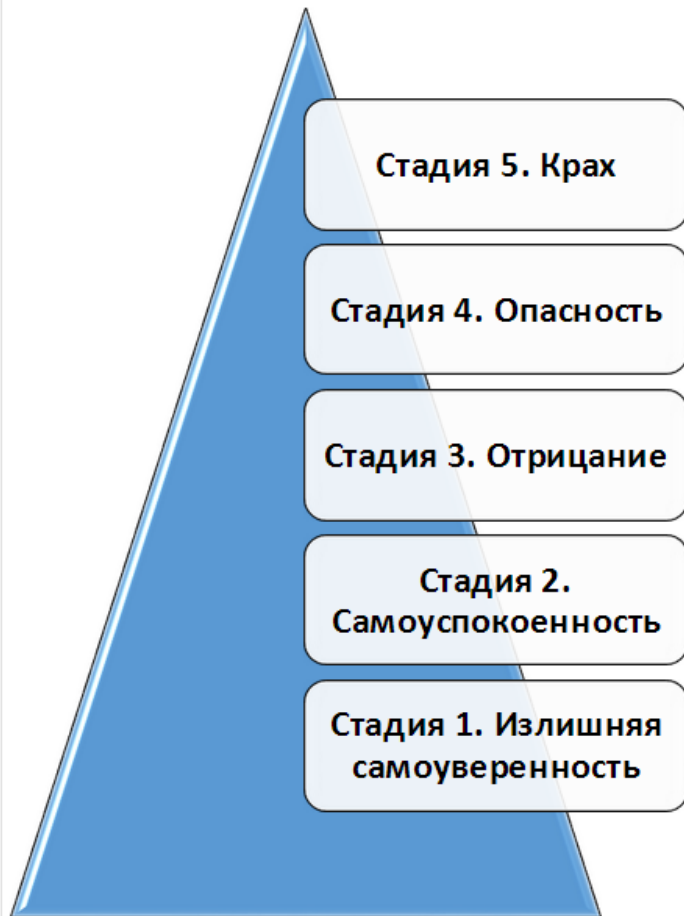 Стадия 5. Крах
Стадия 4. Опасность
Стадия 3. Отрицание
Стадия 2.
Самоуспокоенность
Стадия 1. Излишняя
самоуверенность